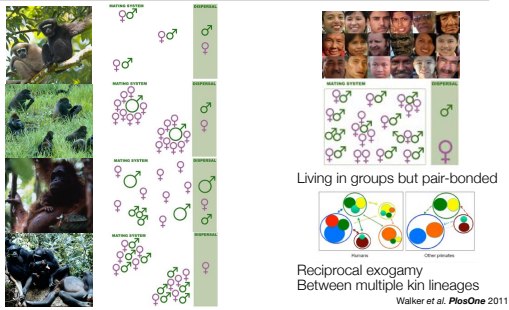 MATING SYSTEM
DISPERSAL
MATING SYSTEM
DISPERSAL
MATING SYSTEM
DISPERSAL
MATING SYSTEM
DISPERSAL
MATING SYSTEM
DISPERSAL
Living in groups but pair-bonded
Humans
Other primates
Reciprocal exogamy
Between multiple kin lineages
Walker et al. PlosOne 2011